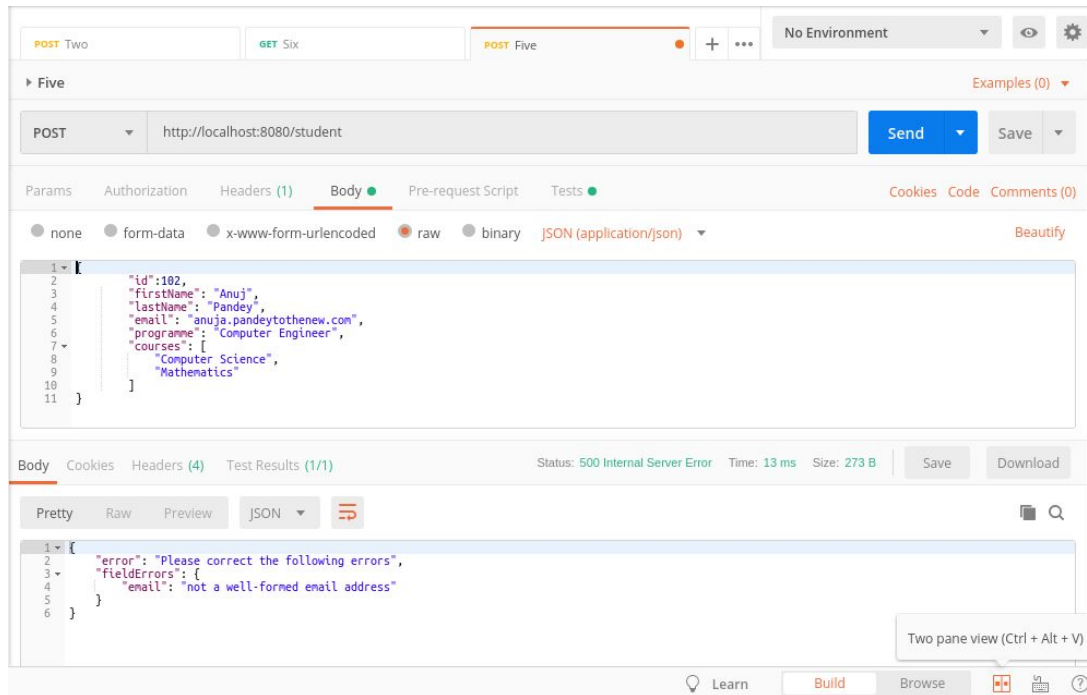 POST Two
GET Six
POST Five
+ •••
No Environment
Five
Examples (0)
POST
http://localhost:8080/student
Send
Save
Params Authorization Headers (1) Body Pre-request Script Tests
Cookies Code Comments (0)
none form-data x-www-form-urlencoded raw binary JSON (application/json)
Beautify
1 {
2 "id":102,
3 "firstName": "Anuj",
4 "lastName": "Pandey",
5 "email": "anuja.pandeytothenew.com",
6 "programme": "Computer Engineer",
7 "courses": [
8 "Computer Science",
9 "Mathematics"
10 ]
11 }
Body Cookies Headers (4) Test Results (1/1)
Status: 500 Internal Server Error Time: 13 ms Size: 273 B
Save
Download
Pretty Raw Preview JSON
1 {
2 "error": "Please correct the following errors",
3 "fieldErrors": {
4 "email": "not a well-formed email address"
5 }
6 }
Two pane view (Ctrl + Alt + V)
Learn
Build
Browse
?